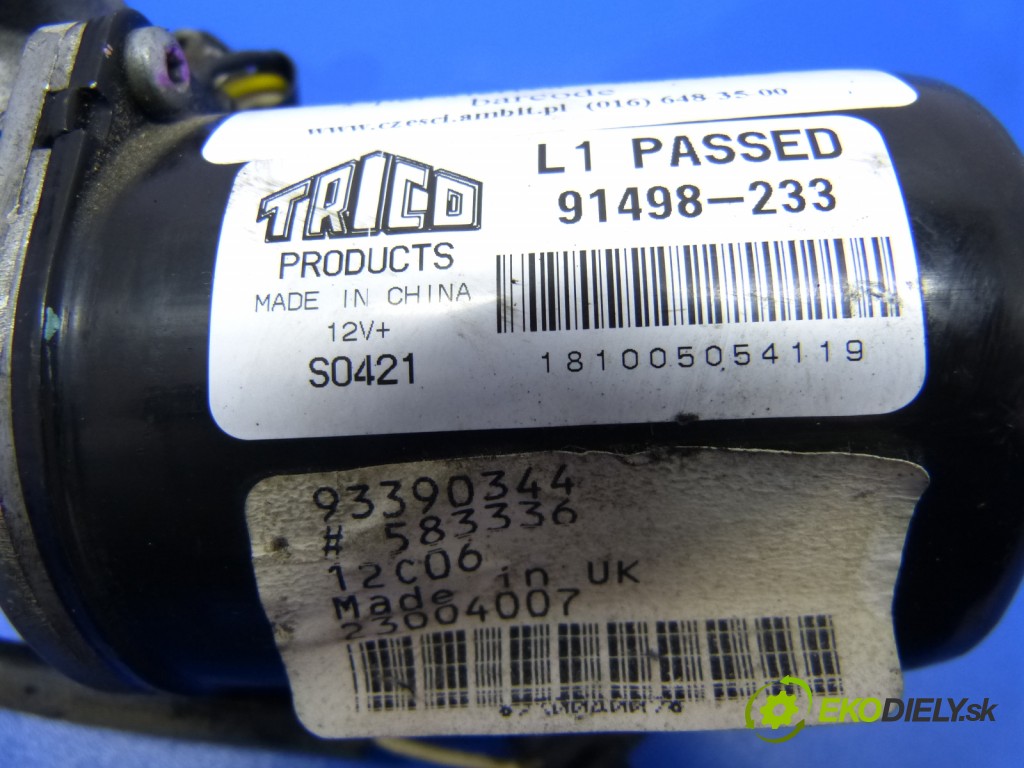 barcode
www.czesci.ambit.pl (016) 648 35 00
TRICO
PRODUCTS
MADE IN CHINA
12V+
S0421
L1 PASSED
91498-233
181005054119
93390344
# 583336
12C06
Made in UK
23004007
EKODIELY.sk